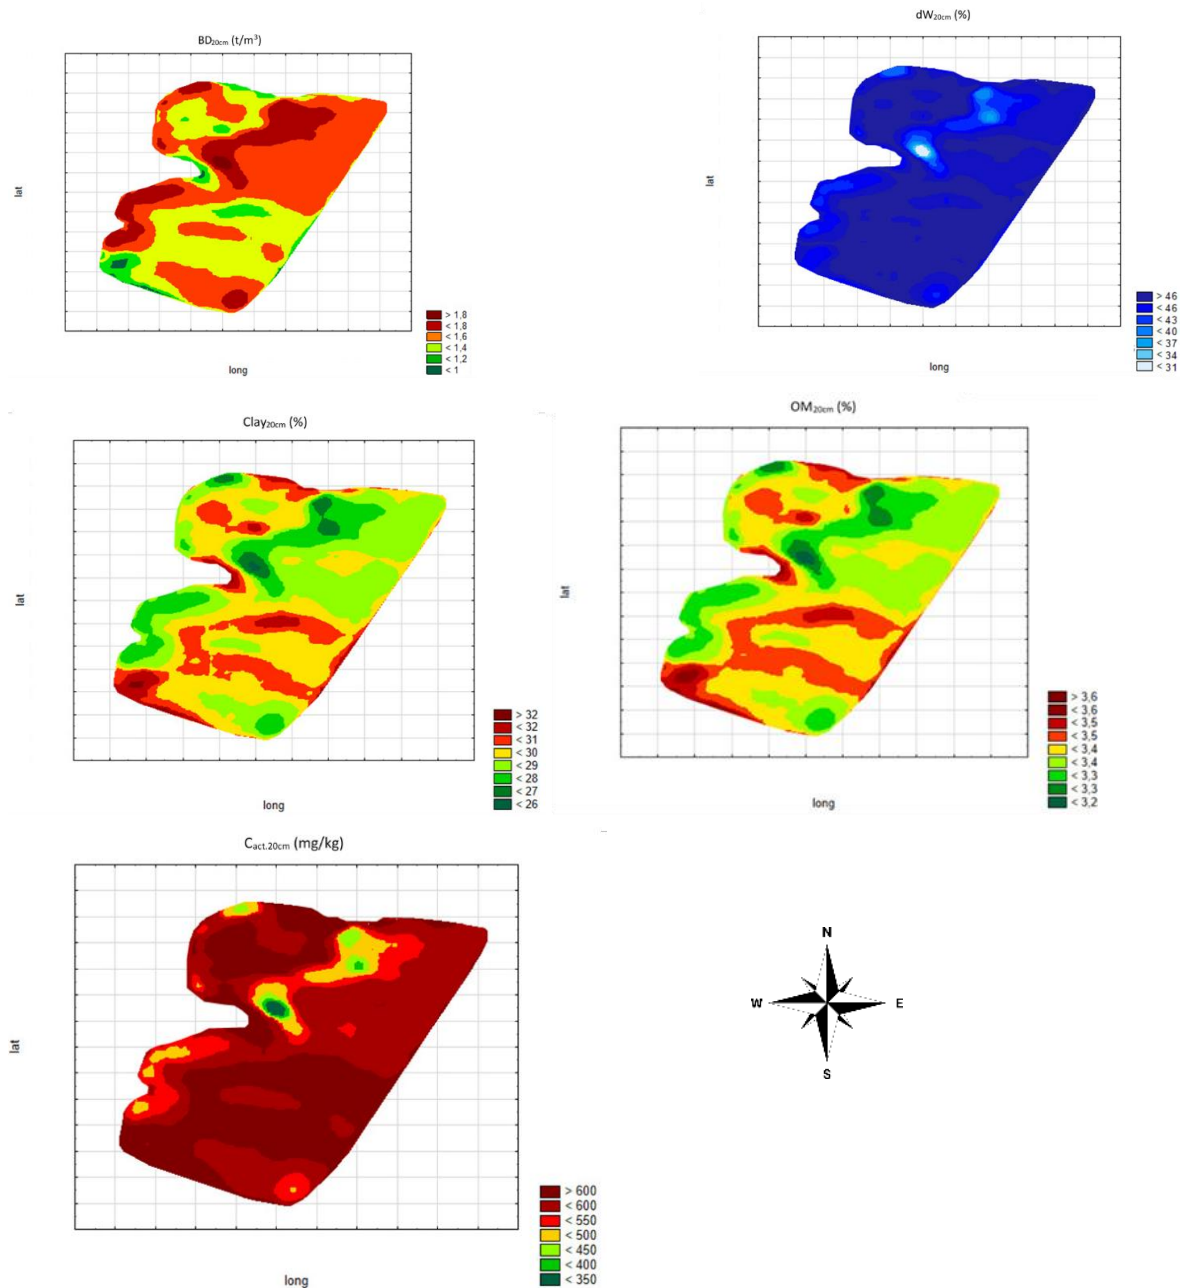 BD20cm (t/m³)
lat
long
> 1,8
< 1,8
< 1,6
< 1,4
< 1,2
< 1
dW20cm (%)
lat
long
> 46
< 46
< 43
< 40
< 37
< 34
< 31
Clay20cm (%)
lat
long
> 32
< 32
< 31
< 30
< 29
< 28
< 27
< 26
OM20cm (%)
lat
long
> 3,6
< 3,6
< 3,5
< 3,5
< 3,4
< 3,4
< 3,3
< 3,3
< 3,2
Cact.20cm (mg/kg)
lat
long
> 600
< 600
< 550
< 500
< 450
< 400
< 350
N
W E
S